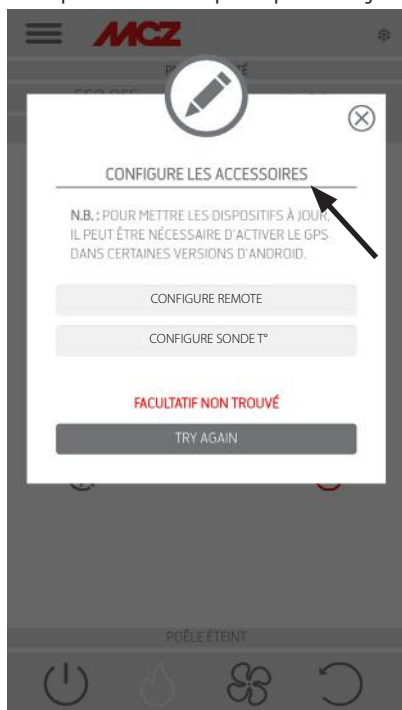 MCZ
CONFIGURE LES ACCESSOIRES
N.B. : POUR METTRE LES DISPOSITIFS À JOUR,
IL PEUT ÊTRE NÉCESSAIRE D'ACTIVER LE GPS
DANS CERTAINES VERSIONS D'ANDROID.
CONFIGURE REMOTE
CONFIGURE SONDE T°
FACULTATIF NON TROUVÉ
TRY AGAIN
POÊLE ÉTEINT